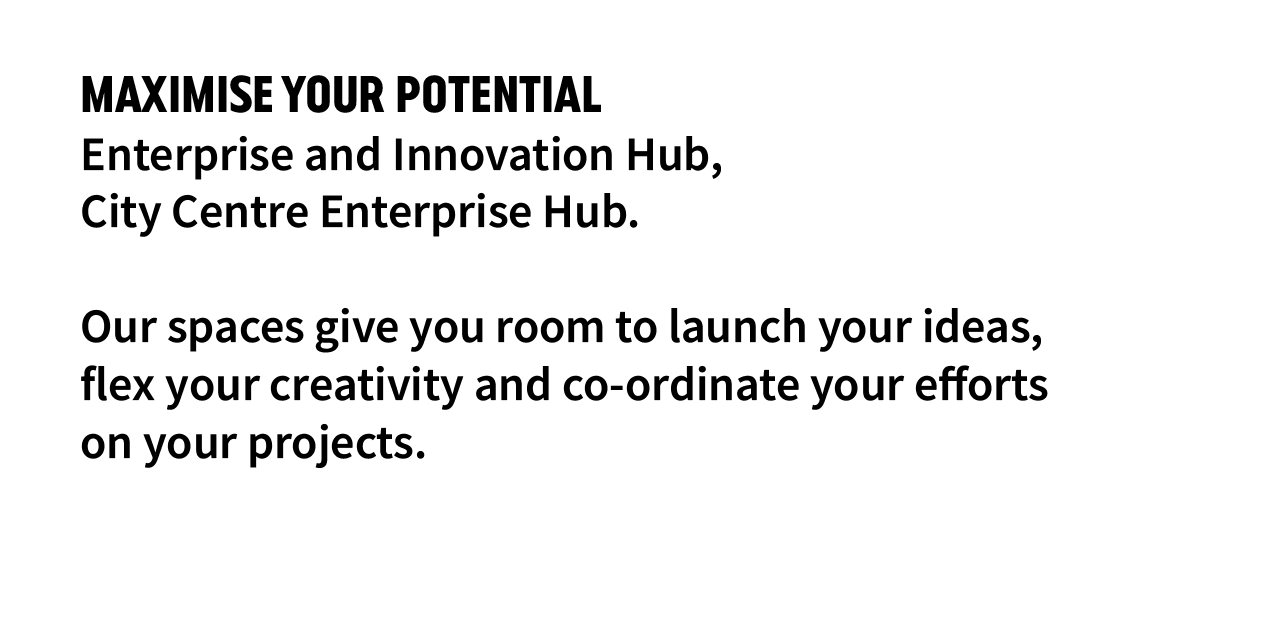 MAXIMISE YOUR POTENTIAL
Enterprise and Innovation Hub,
City Centre Enterprise Hub.
Our spaces give you room to launch your ideas,
flex your creativity and co-ordinate your efforts
on your projects.